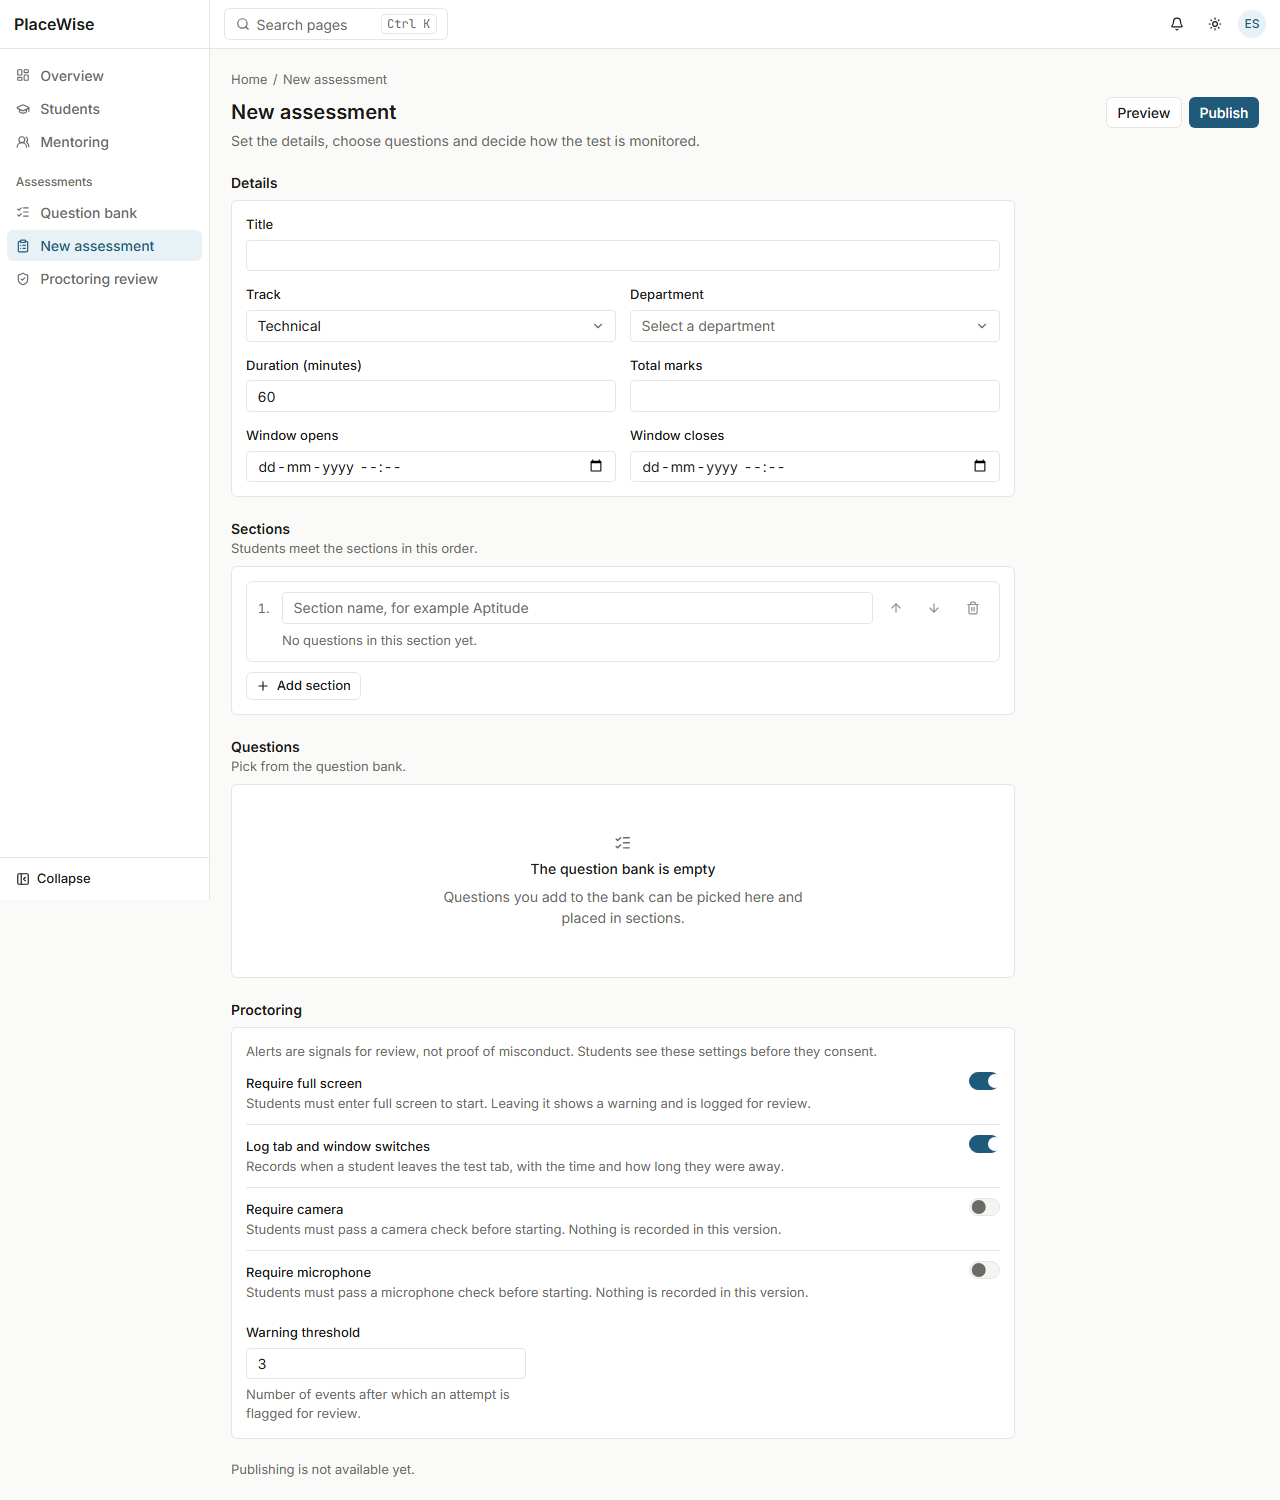 PlaceWise
Search pages
Ctrl K
ES
Overview
Students
Mentoring
Assessments
Question bank
New assessment
Proctoring review
Collapse
Home / New assessment
New assessment
Preview
Publish
Set the details, choose questions and decide how the test is monitored.
Details
Title
Track
Department
Technical
Select a department
Duration (minutes)
Total marks
60
Window opens
Window closes
dd-mm-yyyy --:--
dd-mm-yyyy --:--
Sections
Students meet the sections in this order.
1.
Section name, for example Aptitude
No questions in this section yet.
Add section
Questions
Pick from the question bank.
The question bank is empty
Questions you add to the bank can be picked here and
placed in sections.
Proctoring
Alerts are signals for review, not proof of misconduct. Students see these settings before they consent.
Require full screen
Students must enter full screen to start. Leaving it shows a warning and is logged for review.
Log tab and window switches
Records when a student leaves the test tab, with the time and how long they were away.
Require camera
Students must pass a camera check before starting. Nothing is recorded in this version.
Require microphone
Students must pass a microphone check before starting. Nothing is recorded in this version.
Warning threshold
3
Number of events after which an attempt is
flagged for review.
Publishing is not available yet.